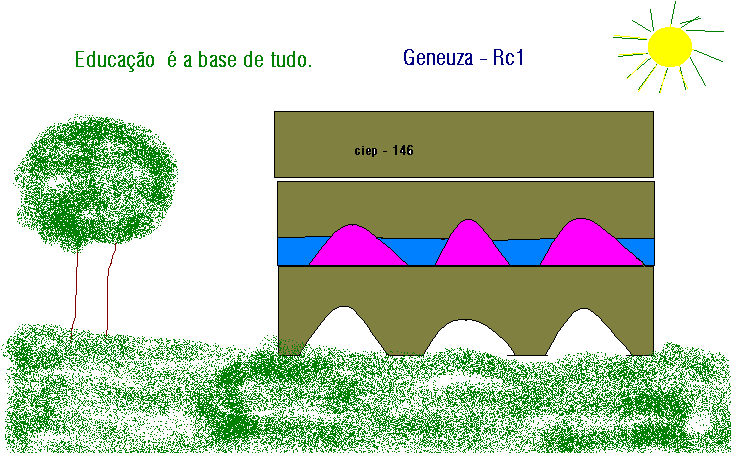 Educação é a base de tudo.
Geneuza - Rc1
ciep - 146